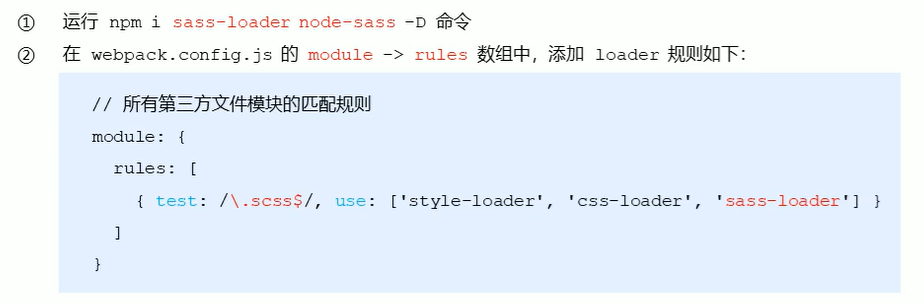 ① 运行 npm i sass-loader node-sass -D 命令
② 在 webpack.config.js 的 module -> rules 数组中，添加 loader 规则如下：
// 所有第三方文件模块的匹配规则
module: {
rules: [
{ test: /\.scss$/, use: ['style-loader', 'css-loader', 'sass-loader'] }
]
}